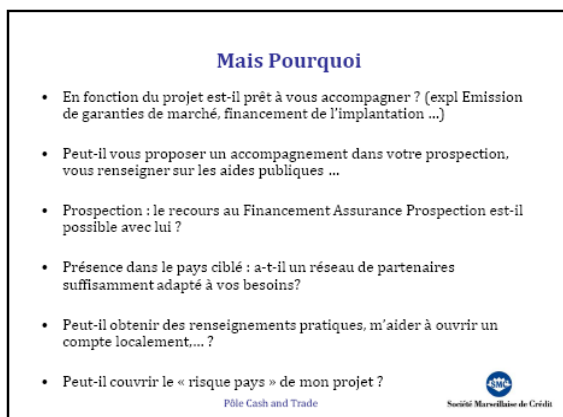 Mais Pourquoi
• En fonction du projet est-il prêt à vous accompagner ? (expl Emission
de garanties de marché, financement de l'implantation ...)
• Peut-il vous proposer un accompagnement dans votre prospection,
vous renseigner sur les aides publiques ...
• Prospection : le recours au Financement Assurance Prospection est-il
possible avec lui ?
• Présence dans le pays ciblé : a-t-il un réseau de partenaires
suffisamment adapté à vos besoins?
• Peut-il obtenir des renseignements pratiques, m'aider à ouvrir un
compte localement,... ?
• Peut-il couvrir le « risque pays » de mon projet ?
Pôle Cash and Trade
SMC
Société Marseillaise de Crédit